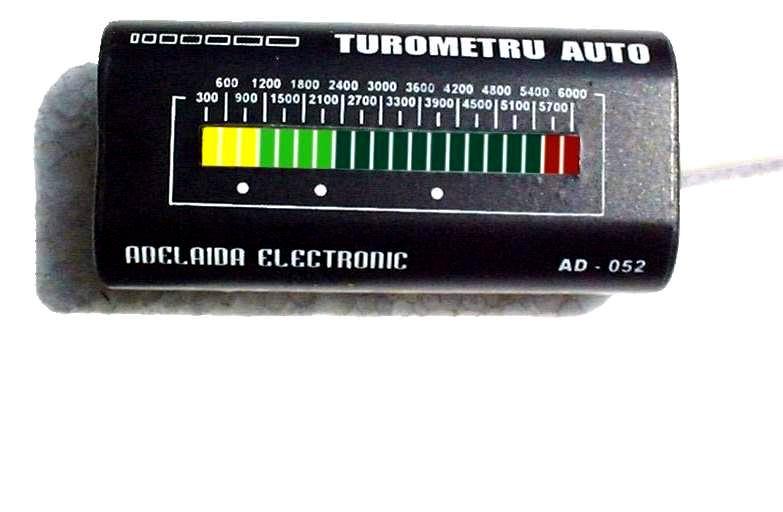 TUROMETRU AUTO
600 1200 1800 2400 3000 3600 4200 4800 5400 6000
300 900 1500 2100 2700 3300 3900 4500 5100 5700
ADELAIDA ELECTRONIC
AD - 052